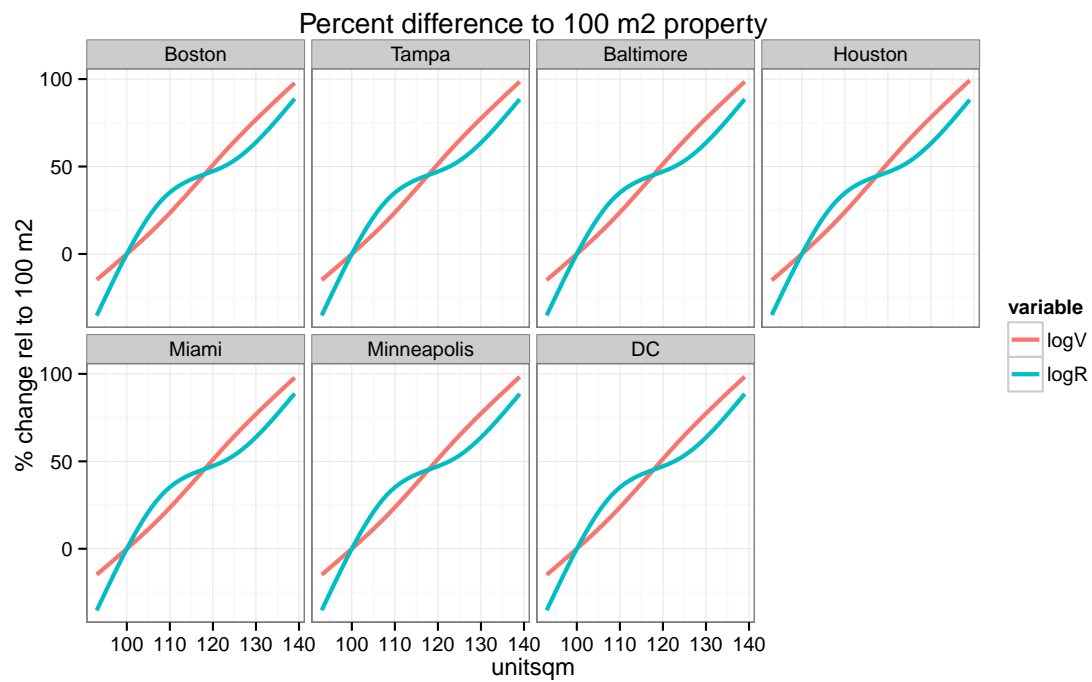 Percent difference to 100 m2 property
Boston Tampa Baltimore Houston
100
50
0
% change rel to 100 m2
variable
logV
logR
Miami Minneapolis DC
100
50
0
100 110 120 130 140 100 110 120 130 140 100 110 120 130 140
unitsqm